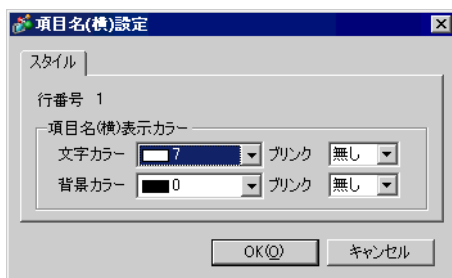 項目名(横)設定
スタイル
行番号 1
項目名(横)表示カラー
文字カラー 7 ブリンク 無し
背景カラー 0 ブリンク 無し
OK(O) キャンセル